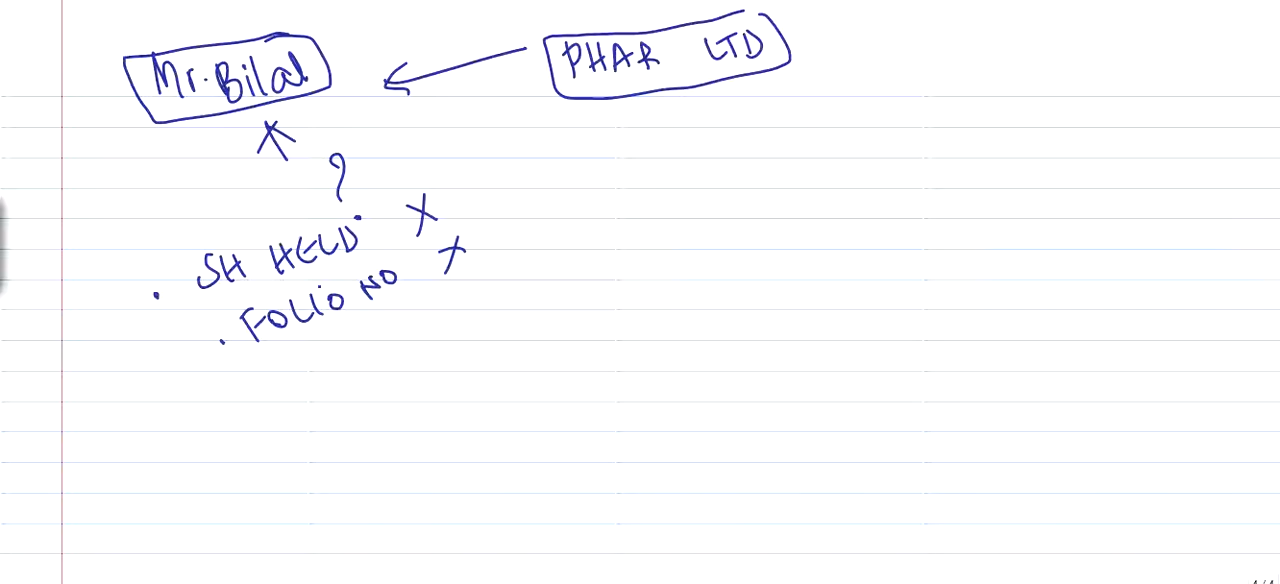 Mr. Bilal
PHAR LTD
?
. SH HELD. X
. FOLIO NO X